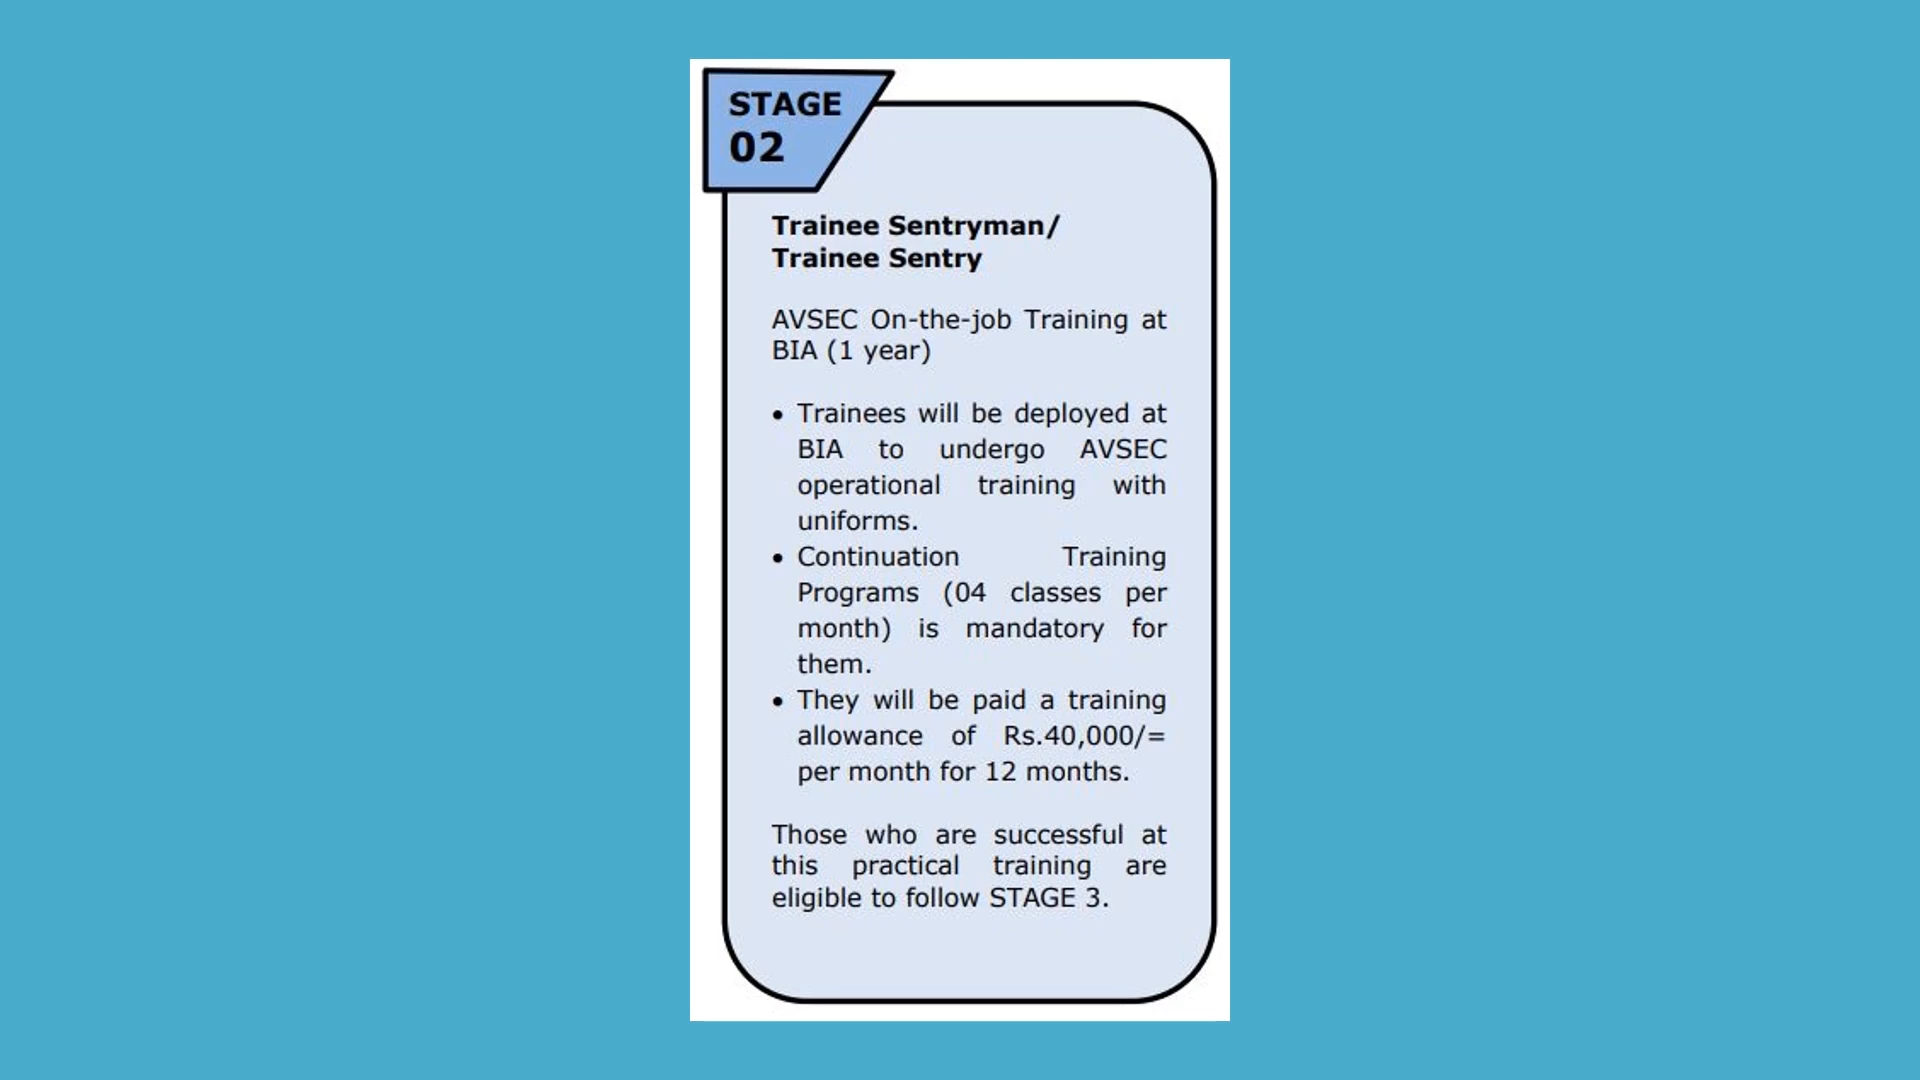 STAGE
02
Trainee Sentryman/
Trainee Sentry
AVSEC On-the-job Training at
BIA (1 year)
• Trainees will be deployed at
BIA to undergo AVSEC
operational training with
uniforms.
• Continuation Training
Programs (04 classes per
month) is mandatory for
them.
• They will be paid a training
allowance of Rs.40,000/=
per month for 12 months.
Those who are successful at
this practical training are
eligible to follow STAGE 3.